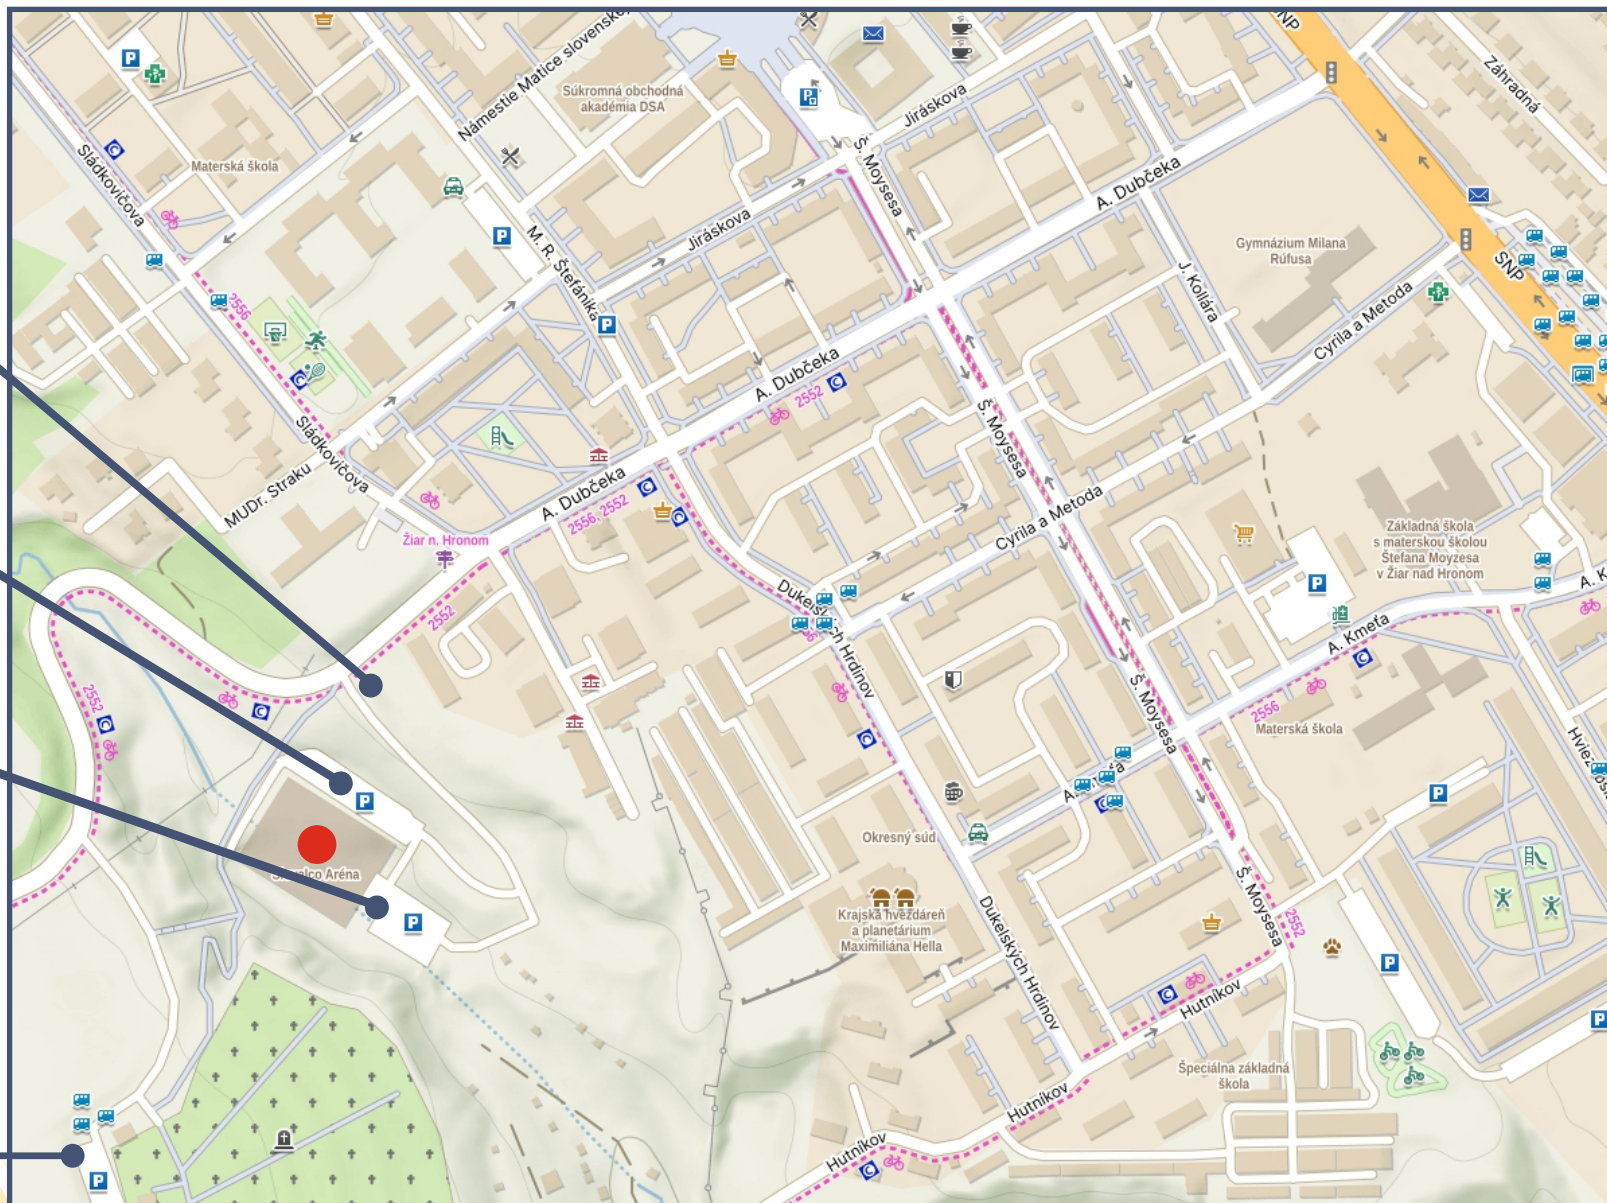 SNP
Záhradná
Námestie Matice slovenskej
Súkromná obchodná
akadémia DSA
Jiráskova
Š. Moysesa
Sládkovičova
Materská škola
A. Dubčeka
Jiráskova
M. R. Štefánika
Gymnázium Milana
Rúfusa
SNP
J. Kollára
2556
Cyrila a Metoda
A. Dubčeka
2552
Š. Moysesa
Sládkovičova
MUDr. Straku
A. Dubčeka
2556, 2552
Cyrila a Metoda
Žiar n. Hronom
Základná škola
s materskou školou
Štefana Moyzesa
v Žiar nad Hronom
2552
Dukelských Hrdinov
A. Kmeťa
2552
Š. Moysesa
2556
Materská škola
Okresný súd
Aréna
Š. Moysesa
Krajská hvezdáreň
a planetárium
Maximiliána Hella
2552
Dukelských Hrdinov
Hutníkov
Špeciálna základná
škola
Hutníkov
Hutníkov